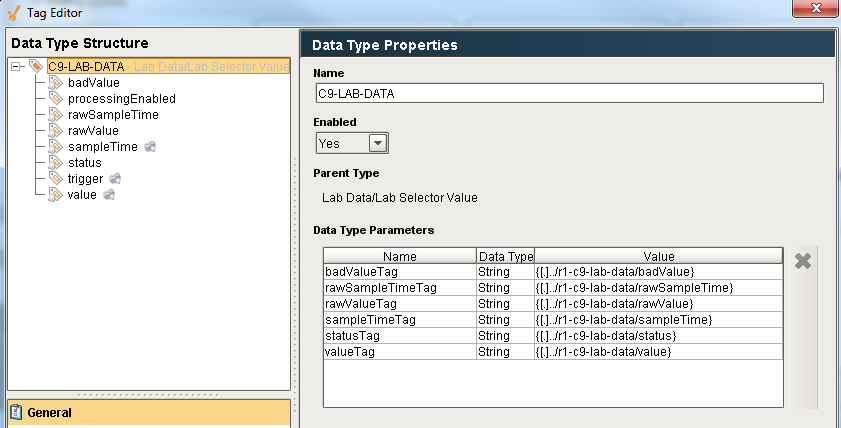 Tag Editor
Data Type Structure
C9-LAB-DATA - Lab Data/Lab Selector Value
badValue
processingEnabled
rawSampleTime
rawValue
sampleTime
status
trigger
value
General
Data Type Properties
Name
C9-LAB-DATA
Enabled
Yes
Parent Type
Lab Data/Lab Selector Value
Data Type Parameters
Name Data Type Value
badValueTag String {[.]../r1-c9-lab-data/badValue}
rawSampleTimeTag String {[.]../r1-c9-lab-data/rawSampleTime}
rawValueTag String {[.]../r1-c9-lab-data/rawValue}
sampleTimeTag String {[.]../r1-c9-lab-data/sampleTime}
statusTag String {[.]../r1-c9-lab-data/status}
valueTag String {[.]../r1-c9-lab-data/value}